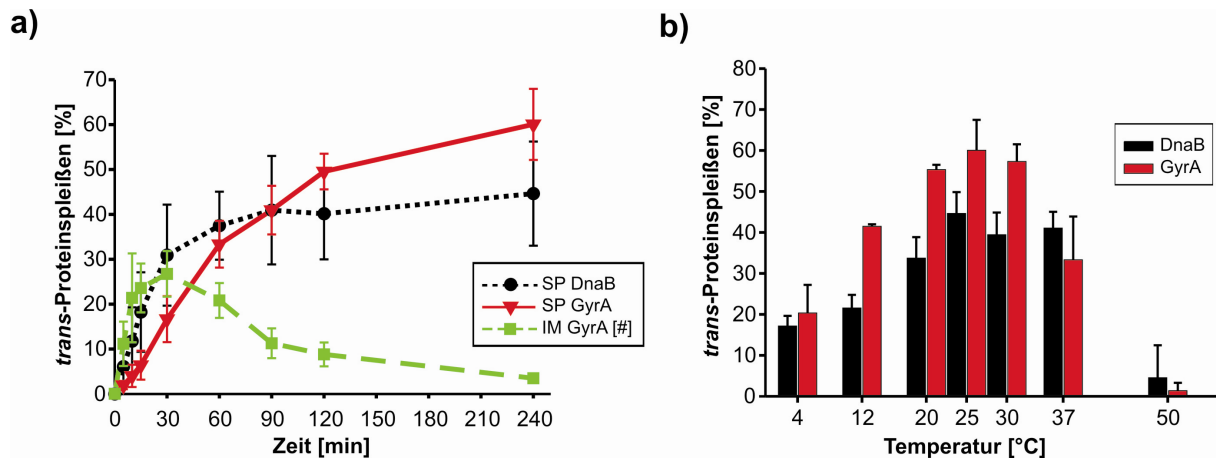 a)
trans-Proteinspleißen [%]
70
60
50
40
30
20
10
0
0 30 60 90 120 150 180 210 240
Zeit [min]
SP DnaB
SP GyrA
IM GyrA [#]
b)
trans-Proteinspleißen [%]
80
70
60
50
40
30
20
10
0
4 12 20 25 30 37 50
Temperatur [°C]
DnaB
GyrA